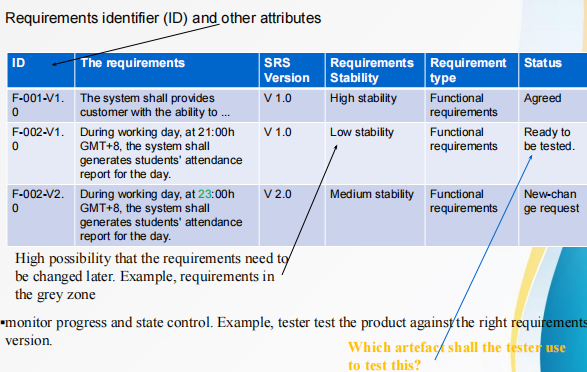 Requirements identifier (ID) and other attributes
ID The requirements SRS Version Requirements Stability Requirement type Status
F-001-V1.0 The system shall provides customer with the ability to ... V 1.0 High stability Functional requirements Agreed
F-002-V1.0 During working day, at 21:00h GMT+8, the system shall generates students' attendance report for the day. V 1.0 Low stability Functional requirements Ready to be tested.
F-002-V2.0 During working day, at 23:00h GMT+8, the system shall generates students' attendance report for the day. V 2.0 Medium stability Functional requirements New-change request
High possibility that the requirements need to
be changed later. Example, requirements in
the grey zone
▪monitor progress and state control. Example, tester test the product against the right requirements
version.
Which artefact shall the tester use
to test this?